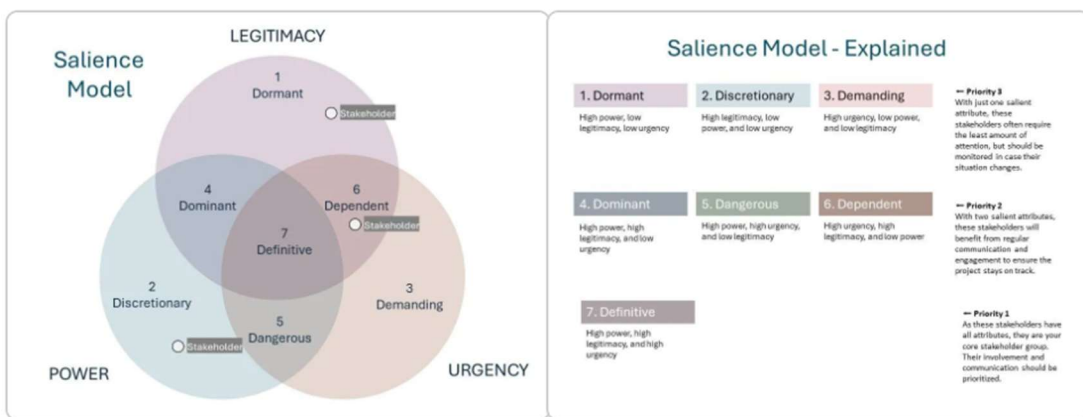 LEGITIMACY
Salience
Model
1
Dormant
Stakeholder
4
Dominant
6
Dependent
Stakeholder
7
Definitive
2
Discretionary
3
Demanding
5
Dangerous
Stakeholder
POWER
URGENCY
Salience Model - Explained
1. Dormant
High power, low
legitimacy, low urgency
2. Discretionary
High legitimacy, low
power, and low urgency
3. Demanding
High urgency, low power,
and low legitimacy
← Priority 3
With just one salient
attribute, these
stakeholders often require
the least amount of
attention, but should be
monitored in case their
situation changes.
4. Dominant
High power, high
legitimacy, and low
urgency
5. Dangerous
High power, high urgency,
and low legitimacy
6. Dependent
High urgency, high
legitimacy, and low power
← Priority 2
With two salient attributes,
these stakeholders will
benefit from regular
communication and
engagement to ensure the
project stays on track.
7. Definitive
High power, high
legitimacy, and high
urgency
← Priority 1
As these stakeholders have
all attributes, they are your
core stakeholder group.
Their involvement and
communication should be
prioritized.